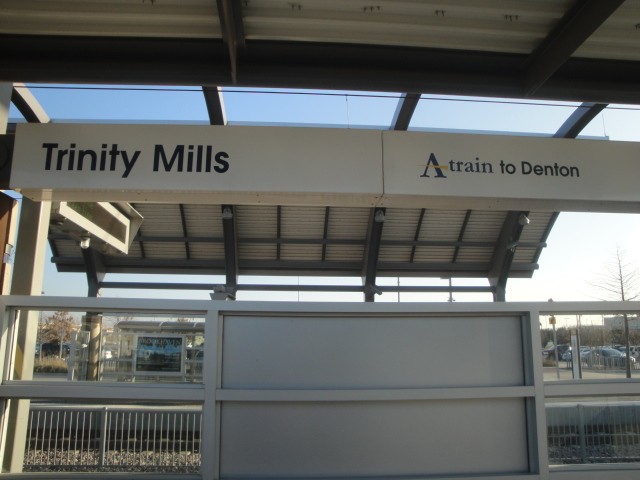 Trinity Mills
A-train to Denton